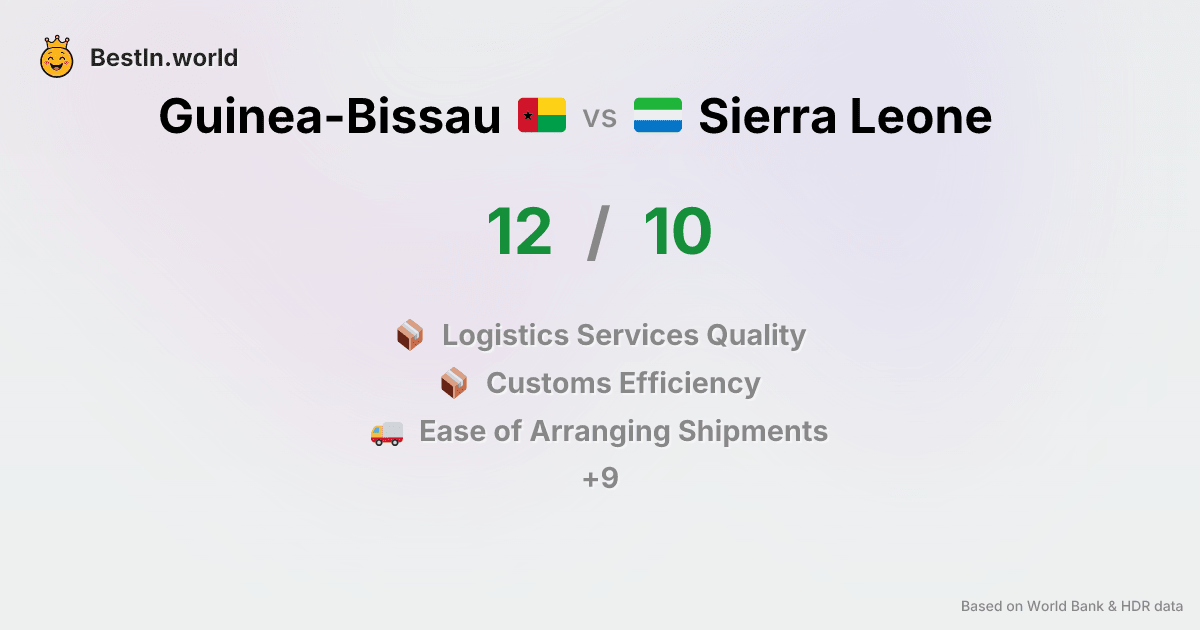 BestIn.world
Guinea-Bissau vs Sierra Leone
12 / 10
Logistics Services Quality
Customs Efficiency
Ease of Arranging Shipments
+9
Based on World Bank & HDR data